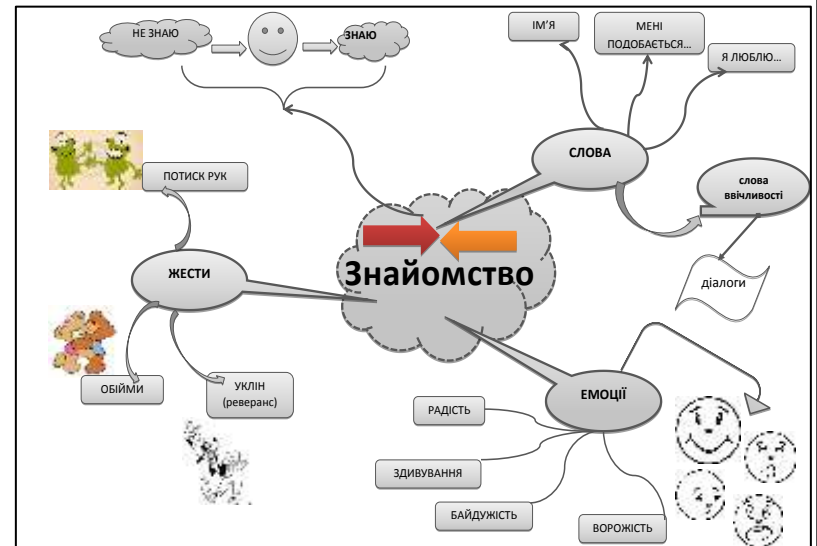 НЕ ЗНАЮ
ЗНАЮ
ІМ’Я
МЕНІ
ПОДОБАЄТЬСЯ…
Я ЛЮБЛЮ…
СЛОВА
слова
ввічливості
діалоги
ПОТИСК РУК
ЖЕСТИ
ОБІЙМИ
УКЛІН
(реверанс)
Знайомство
ЕМОЦІЇ
РАДІСТЬ
ЗДИВУВАННЯ
БАЙДУЖІСТЬ
ВОРОЖІСТЬ